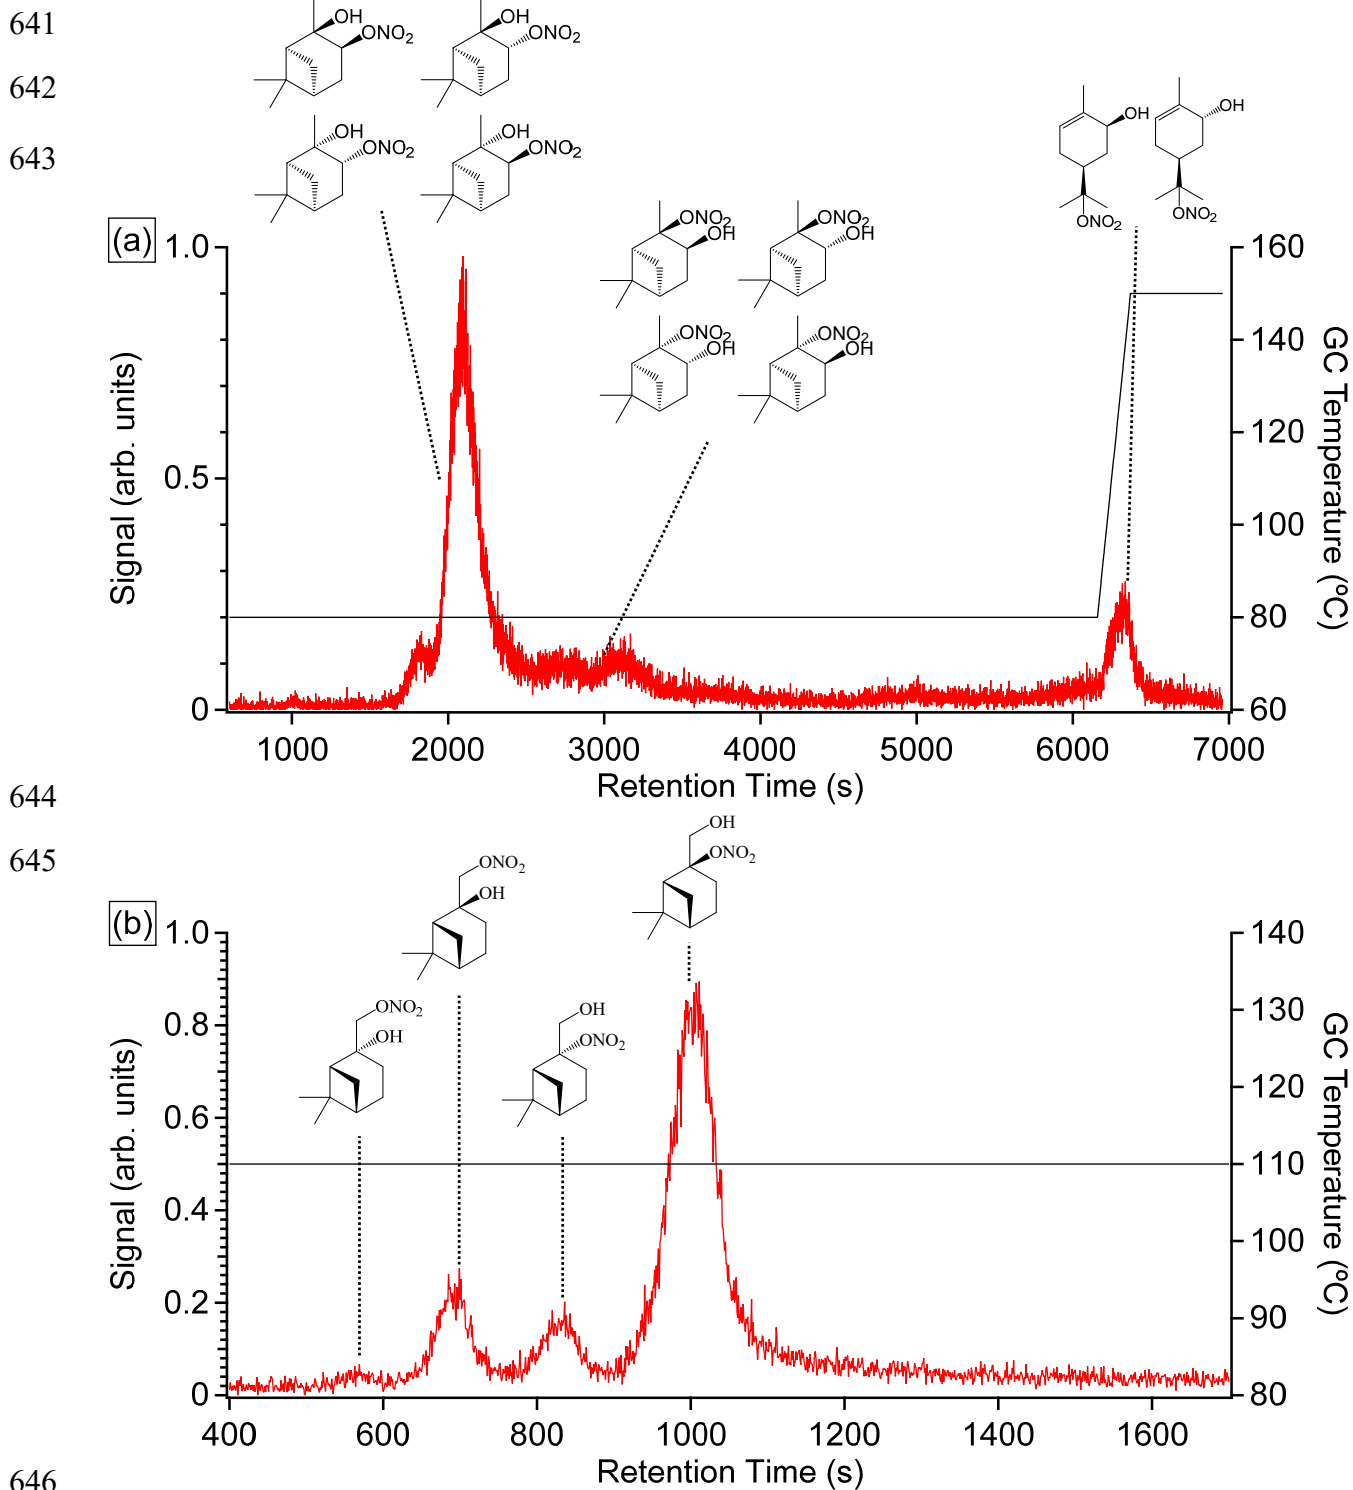 641
OH
ONO2
OH
ONO2
642
OH
ONO2
OH
ONO2
643
OH
OH
ONO2
ONO2
ONO2
OH
ONO2
OH
ONO2
OH
ONO2
OH
(a)
1.0
0.5
0
Signal (arb. units)
160
140
120
100
80
60
GC Temperature (ºC)
1000 2000 3000 4000 5000 6000 7000
Retention Time (s)
644
645
OH
ONO2
ONO2
OH
ONO2
OH
OH
ONO2
(b)
1.0
0.8
0.6
0.4
0.2
0
Signal (arb. units)
140
130
120
110
100
90
80
GC Temperature (ºC)
400 600 800 1000 1200 1400 1600
Retention Time (s)
646